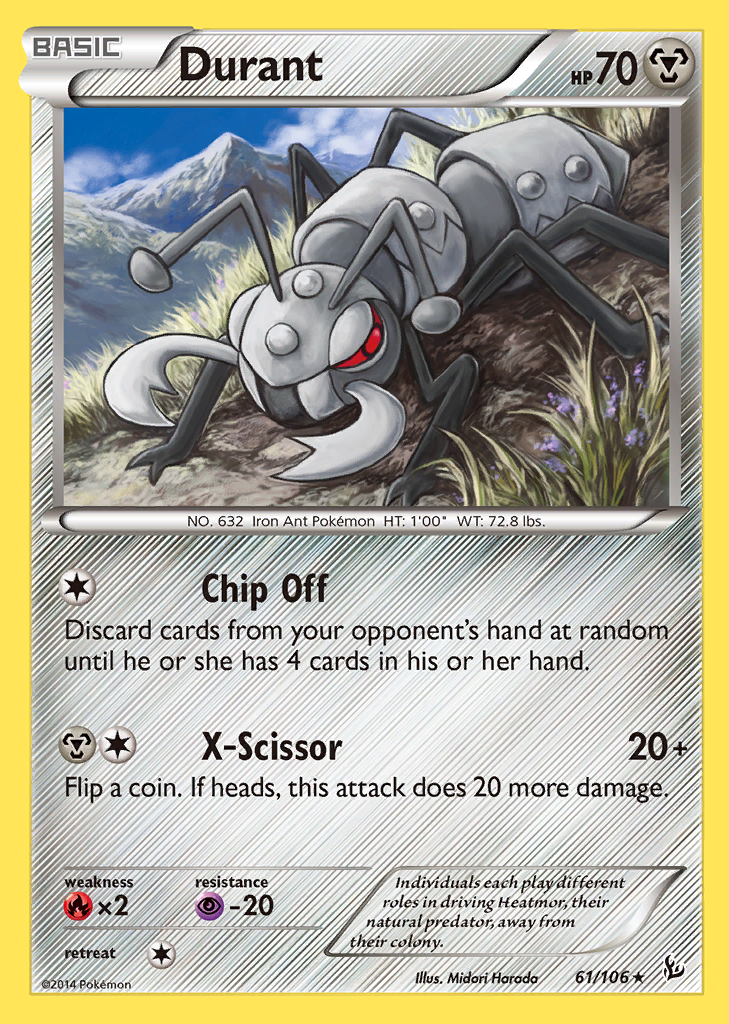 BASIC
Durant
HP 70
NO. 632 Iron Ant Pokémon HT: 1'00" WT: 72.8 lbs.
Chip Off
Discard cards from your opponent's hand at random
until he or she has 4 cards in his or her hand.
X-Scissor 20+
Flip a coin. If heads, this attack does 20 more damage.
weakness
×2
resistance
-20
Individuals each play different
roles in driving Heatmor, their
natural predator, away from
their colony.
retreat
©2014 Pokémon
Illus. Midori Harada
61/106★